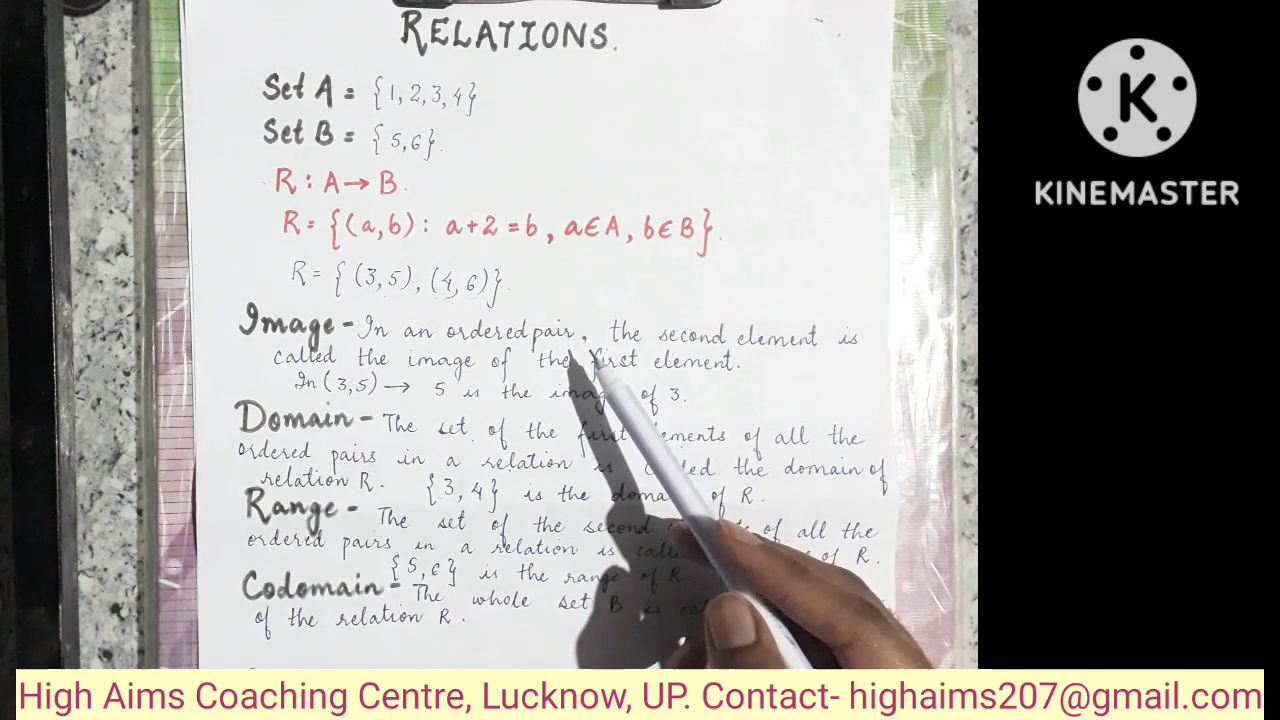 RELATIONS.
Set A = {1, 2, 3, 4}
Set B = {5, 6}.
R : A → B.
R = {(a, b) : a + 2 = b, a ∈ A, b ∈ B}.
R = {(3, 5), (4, 6)}.
Image - In an ordered pair, the second element is
called the image of the first element.
In (3, 5) → 5 is the image of 3.
Domain - The set of the first elements of all the
ordered pairs in a relation is called the domain of
relation R. {3, 4} is the domain of R.
Range - The set of the second of all the
ordered pairs in a relation is of R.
{5, 6} is the range of R
Codomain - The whole set B is
of the relation R.
K
KINEMASTER
High Aims Coaching Centre, Lucknow, UP. Contact- highaims207@gmail.com